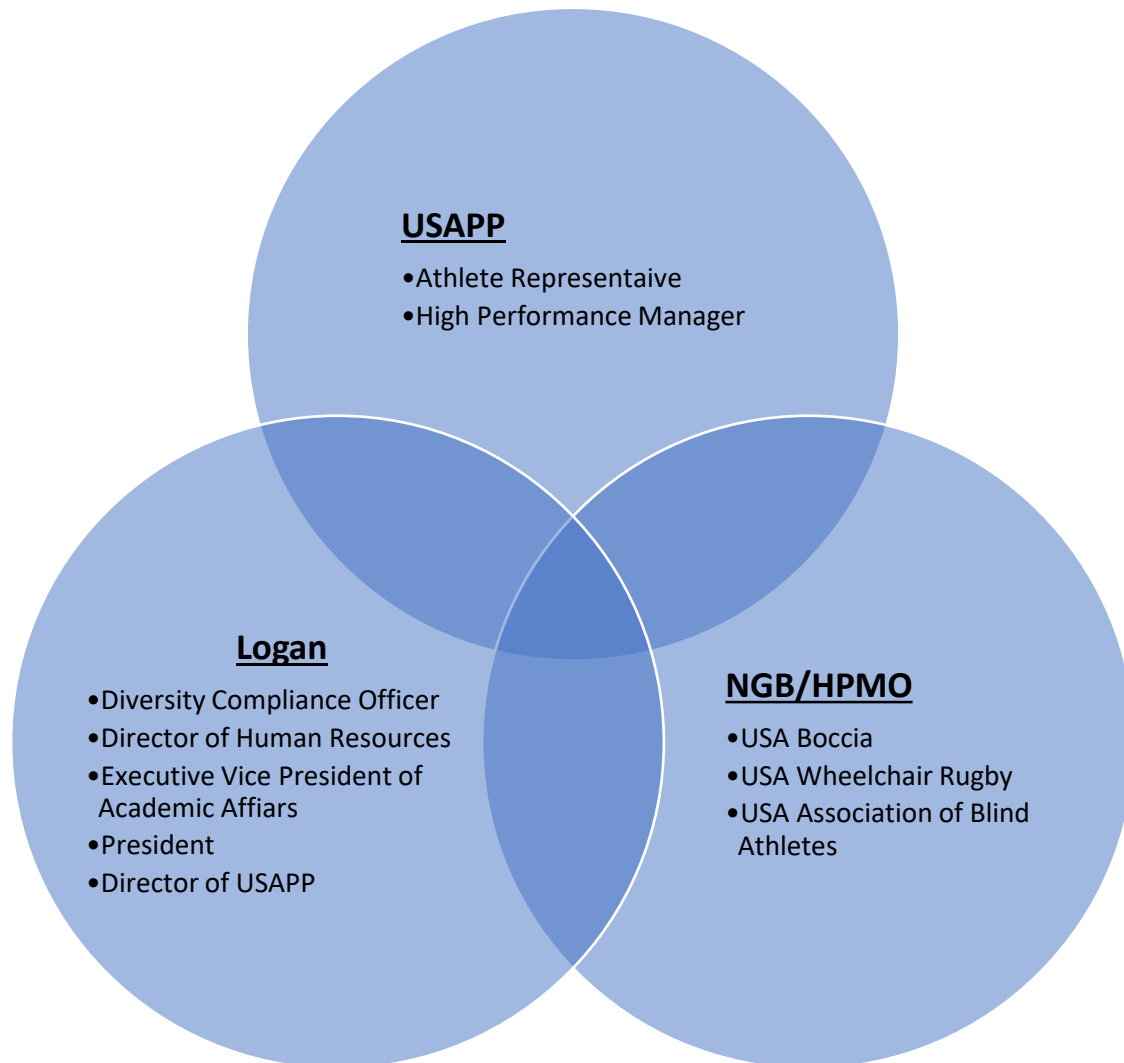 USAPP
•Athlete Representaive
•High Performance Manager
Logan
•Diversity Compliance Officer
•Director of Human Resources
•Executive Vice President of
Academic Affiars
•President
•Director of USAPP
NGB/HPMO
•USA Boccia
•USA Wheelchair Rugby
•USA Association of Blind
Athletes